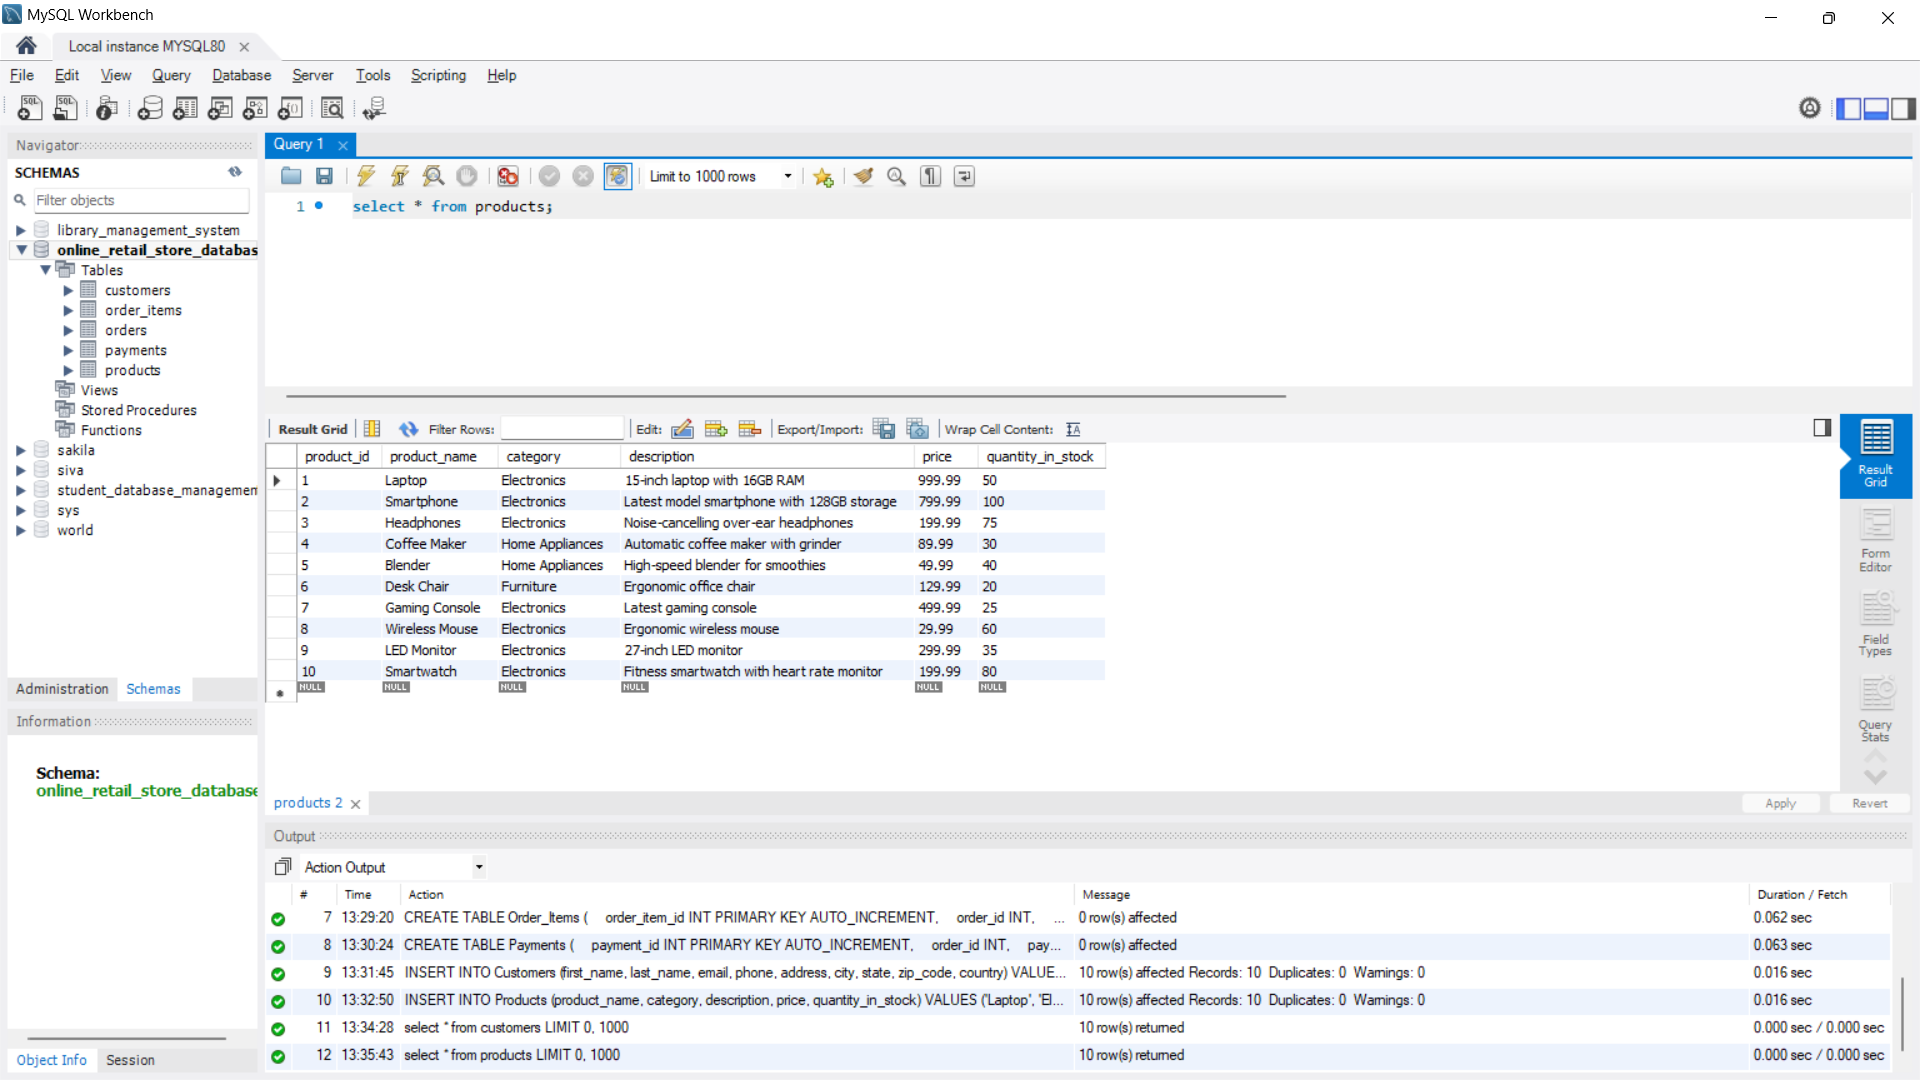 MySQL Workbench
Local instance MYSQL80
File Edit View Query Database Server Tools Scripting Help
Navigator
SCHEMAS
Filter objects
library_management_system
online_retail_store_databas
Tables
customers
order_items
orders
payments
products
Views
Stored Procedures
Functions
sakila
siva
student_database_managemen
sys
world
Administration Schemas
Information
Schema:
online_retail_store_database
Object Info Session
Query 1
Limit to 1000 rows
1 select * from products;
Result Grid Filter Rows: Edit: Export/Import: Wrap Cell Content:
product_id product_name category description price quantity_in_stock
1 Laptop Electronics 15-inch laptop with 16GB RAM 999.99 50
2 Smartphone Electronics Latest model smartphone with 128GB storage 799.99 100
3 Headphones Electronics Noise-cancelling over-ear headphones 199.99 75
4 Coffee Maker Home Appliances Automatic coffee maker with grinder 89.99 30
5 Blender Home Appliances High-speed blender for smoothies 49.99 40
6 Desk Chair Furniture Ergonomic office chair 129.99 20
7 Gaming Console Electronics Latest gaming console 499.99 25
8 Wireless Mouse Electronics Ergonomic wireless mouse 29.99 60
9 LED Monitor Electronics 27-inch LED monitor 299.99 35
10 Smartwatch Electronics Fitness smartwatch with heart rate monitor 199.99 80
NULL NULL NULL NULL NULL NULL
Result
Grid
Form
Editor
Field
Types
Query
Stats
products 2
Apply Revert
Output
Action Output
# Time Action Message Duration / Fetch
7 13:29:20 CREATE TABLE Order_Items ( order_item_id INT PRIMARY KEY AUTO_INCREMENT, order_id INT, ... 0 row(s) affected 0.062 sec
8 13:30:24 CREATE TABLE Payments ( payment_id INT PRIMARY KEY AUTO_INCREMENT, order_id INT, pay... 0 row(s) affected 0.063 sec
9 13:31:45 INSERT INTO Customers (first_name, last_name, email, phone, address, city, state, zip_code, country) VALUE... 10 row(s) affected Records: 10 Duplicates: 0 Warnings: 0 0.016 sec
10 13:32:50 INSERT INTO Products (product_name, category, description, price, quantity_in_stock) VALUES ('Laptop', 'El... 10 row(s) affected Records: 10 Duplicates: 0 Warnings: 0 0.016 sec
11 13:34:28 select * from customers LIMIT 0, 1000 10 row(s) returned 0.000 sec / 0.000 sec
12 13:35:43 select * from products LIMIT 0, 1000 10 row(s) returned 0.000 sec / 0.000 sec